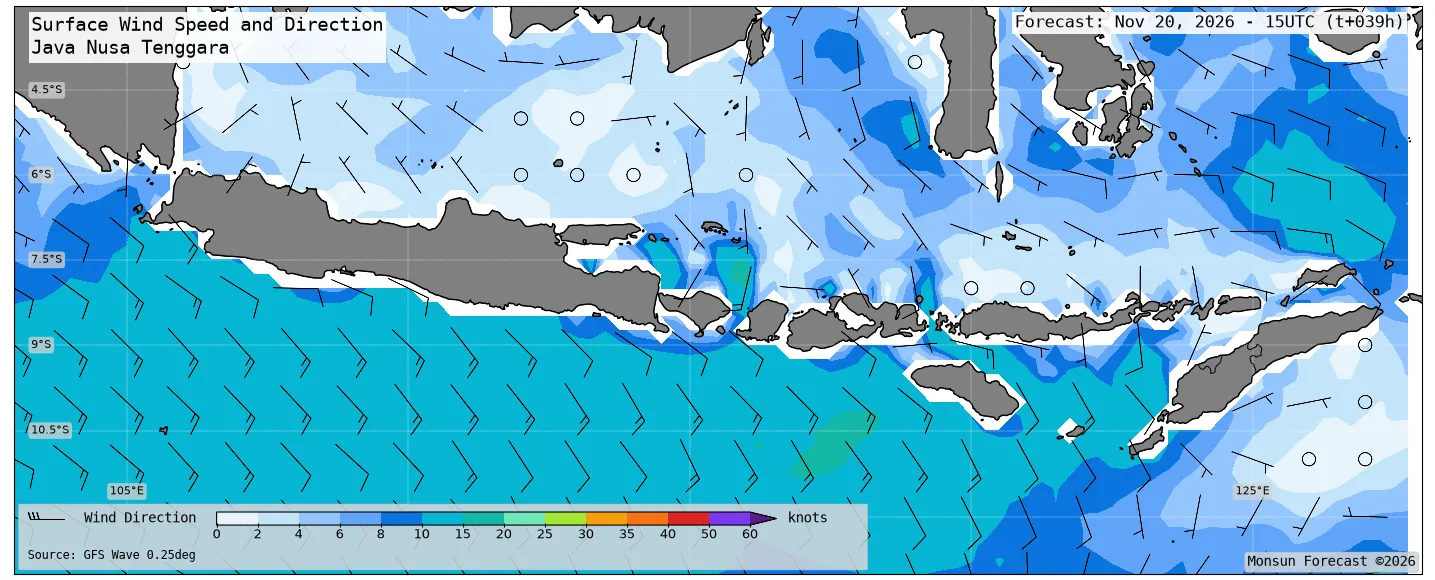 Surface Wind Speed and Direction
Java Nusa Tenggara
Forecast: Nov 20, 2026 - 15UTC (t+039h)
4.5°S
6°S
7.5°S
9°S
10.5°S
105°E
125°E
Wind Direction
0 2 4 6 8 10 15 20 25 30 35 40 50 60
knots
Source: GFS Wave 0.25deg
Monsun Forecast ©2026